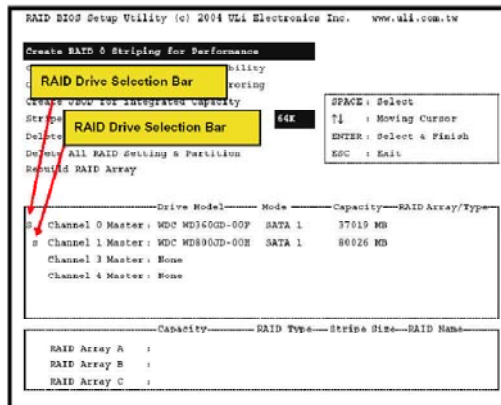 RAID BIOS Setup Utility (c) 2004 ULi Electronics Inc. www.uli.com.tw
Create RAID 0 Striping for Performance
bility
RAID Drive Selection Bar
roring
Create JBOD for Integrated Capacity
SPACE : Select
Stripe
RAID Drive Selection Bar
64K
↑↓ : Moving Cursor
Delete
ENTER : Select & Finish
Delete All RAID Setting & Partition
ESC : Exit
Rebuild RAID Array
Drive Model Mode Capacity RAID Array/Type
S Channel 0 Master : WDC WD360GD-00F SATA 1 37019 MB
S Channel 1 Master : WDC WD800JD-00H SATA 1 80026 MB
Channel 3 Master : None
Channel 4 Master : None
Capacity RAID Type Stripe Size RAID Name
RAID Array A :
RAID Array B :
RAID Array C :